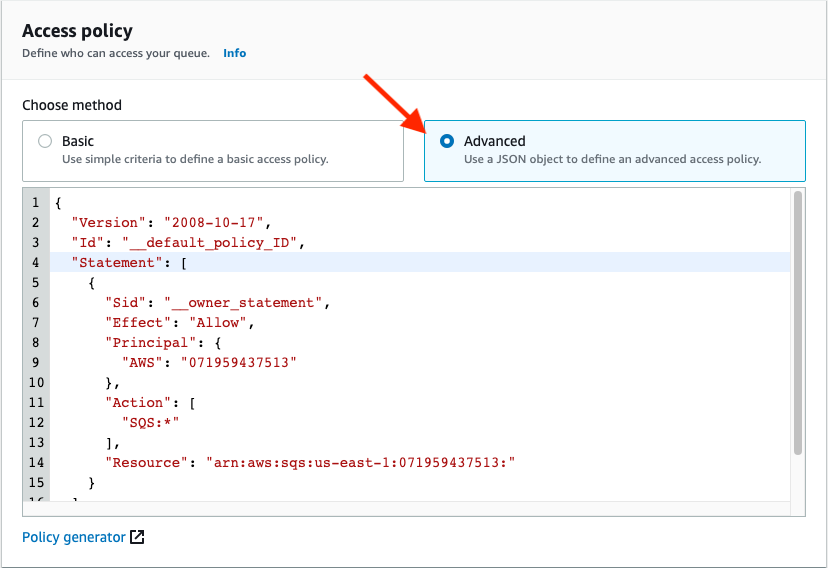 Access policy
Define who can access your queue. Info
Choose method
Basic
Use simple criteria to define a basic access policy.
Advanced
Use a JSON object to define an advanced access policy.
1 {
2 "Version": "2008-10-17",
3 "Id": "__default_policy_ID",
4 "Statement": [
5 {
6 "Sid": "__owner_statement",
7 "Effect": "Allow",
8 "Principal": {
9 "AWS": "071959437513"
10 },
11 "Action": [
12 "SQS:*"
13 ],
14 "Resource": "arn:aws:sqs:us-east-1:071959437513:"
15 }
16 ]
Policy generator